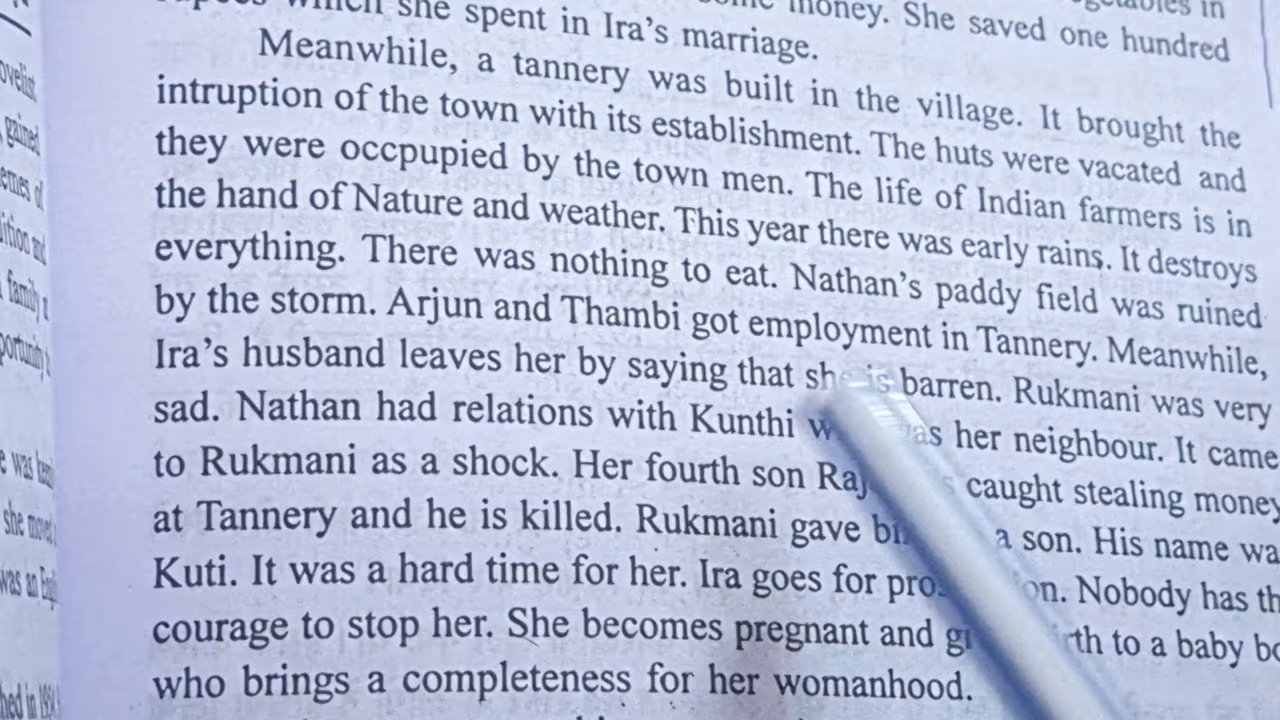 which she spent in Ira's marriage.
money. She saved one hundred
Meanwhile, a tannery was built in the village. It brought the
intruption of the town with its establishment. The huts were vacated and
they were occpupied by the town men. The life of Indian farmers is in
the hand of Nature and weather. This year there was early rains. It destroys
everything. There was nothing to eat. Nathan's paddy field was ruined
by the storm. Arjun and Thambi got employment in Tannery. Meanwhile,
Ira's husband leaves her by saying that she is barren. Rukmani was very
sad. Nathan had relations with Kunthi her neighbour. It came
to Rukmani as a shock. Her fourth son caught stealing money
at Tannery and he is killed. Rukmani gave a son. His name
Kuti. It was a hard time for her. Ira goes for Nobody has
courage to stop her. She becomes pregnant and to a baby
who brings a completeness for her womanhood.
gained
family
she
was an